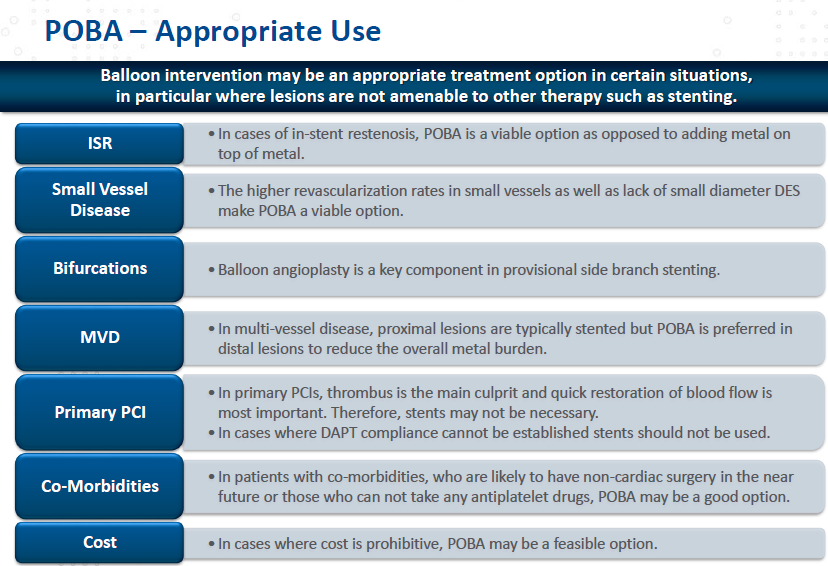 POBA – Appropriate Use
Balloon intervention may be an appropriate treatment option in certain situations,
in particular where lesions are not amenable to other therapy such as stenting.
ISR
• In cases of in-stent restenosis, POBA is a viable option as opposed to adding metal on
top of metal.
Small Vessel
Disease
• The higher revascularization rates in small vessels as well as lack of small diameter DES
make POBA a viable option.
Bifurcations
• Balloon angioplasty is a key component in provisional side branch stenting.
MVD
• In multi-vessel disease, proximal lesions are typically stented but POBA is preferred in
distal lesions to reduce the overall metal burden.
Primary PCI
• In primary PCIs, thrombus is the main culprit and quick restoration of blood flow is
most important. Therefore, stents may not be necessary.
• In cases where DAPT compliance cannot be established stents should not be used.
Co-Morbidities
• In patients with co-morbidities, who are likely to have non-cardiac surgery in the near
future or those who can not take any antiplatelet drugs, POBA may be a good option.
Cost
• In cases where cost is prohibitive, POBA may be a feasible option.